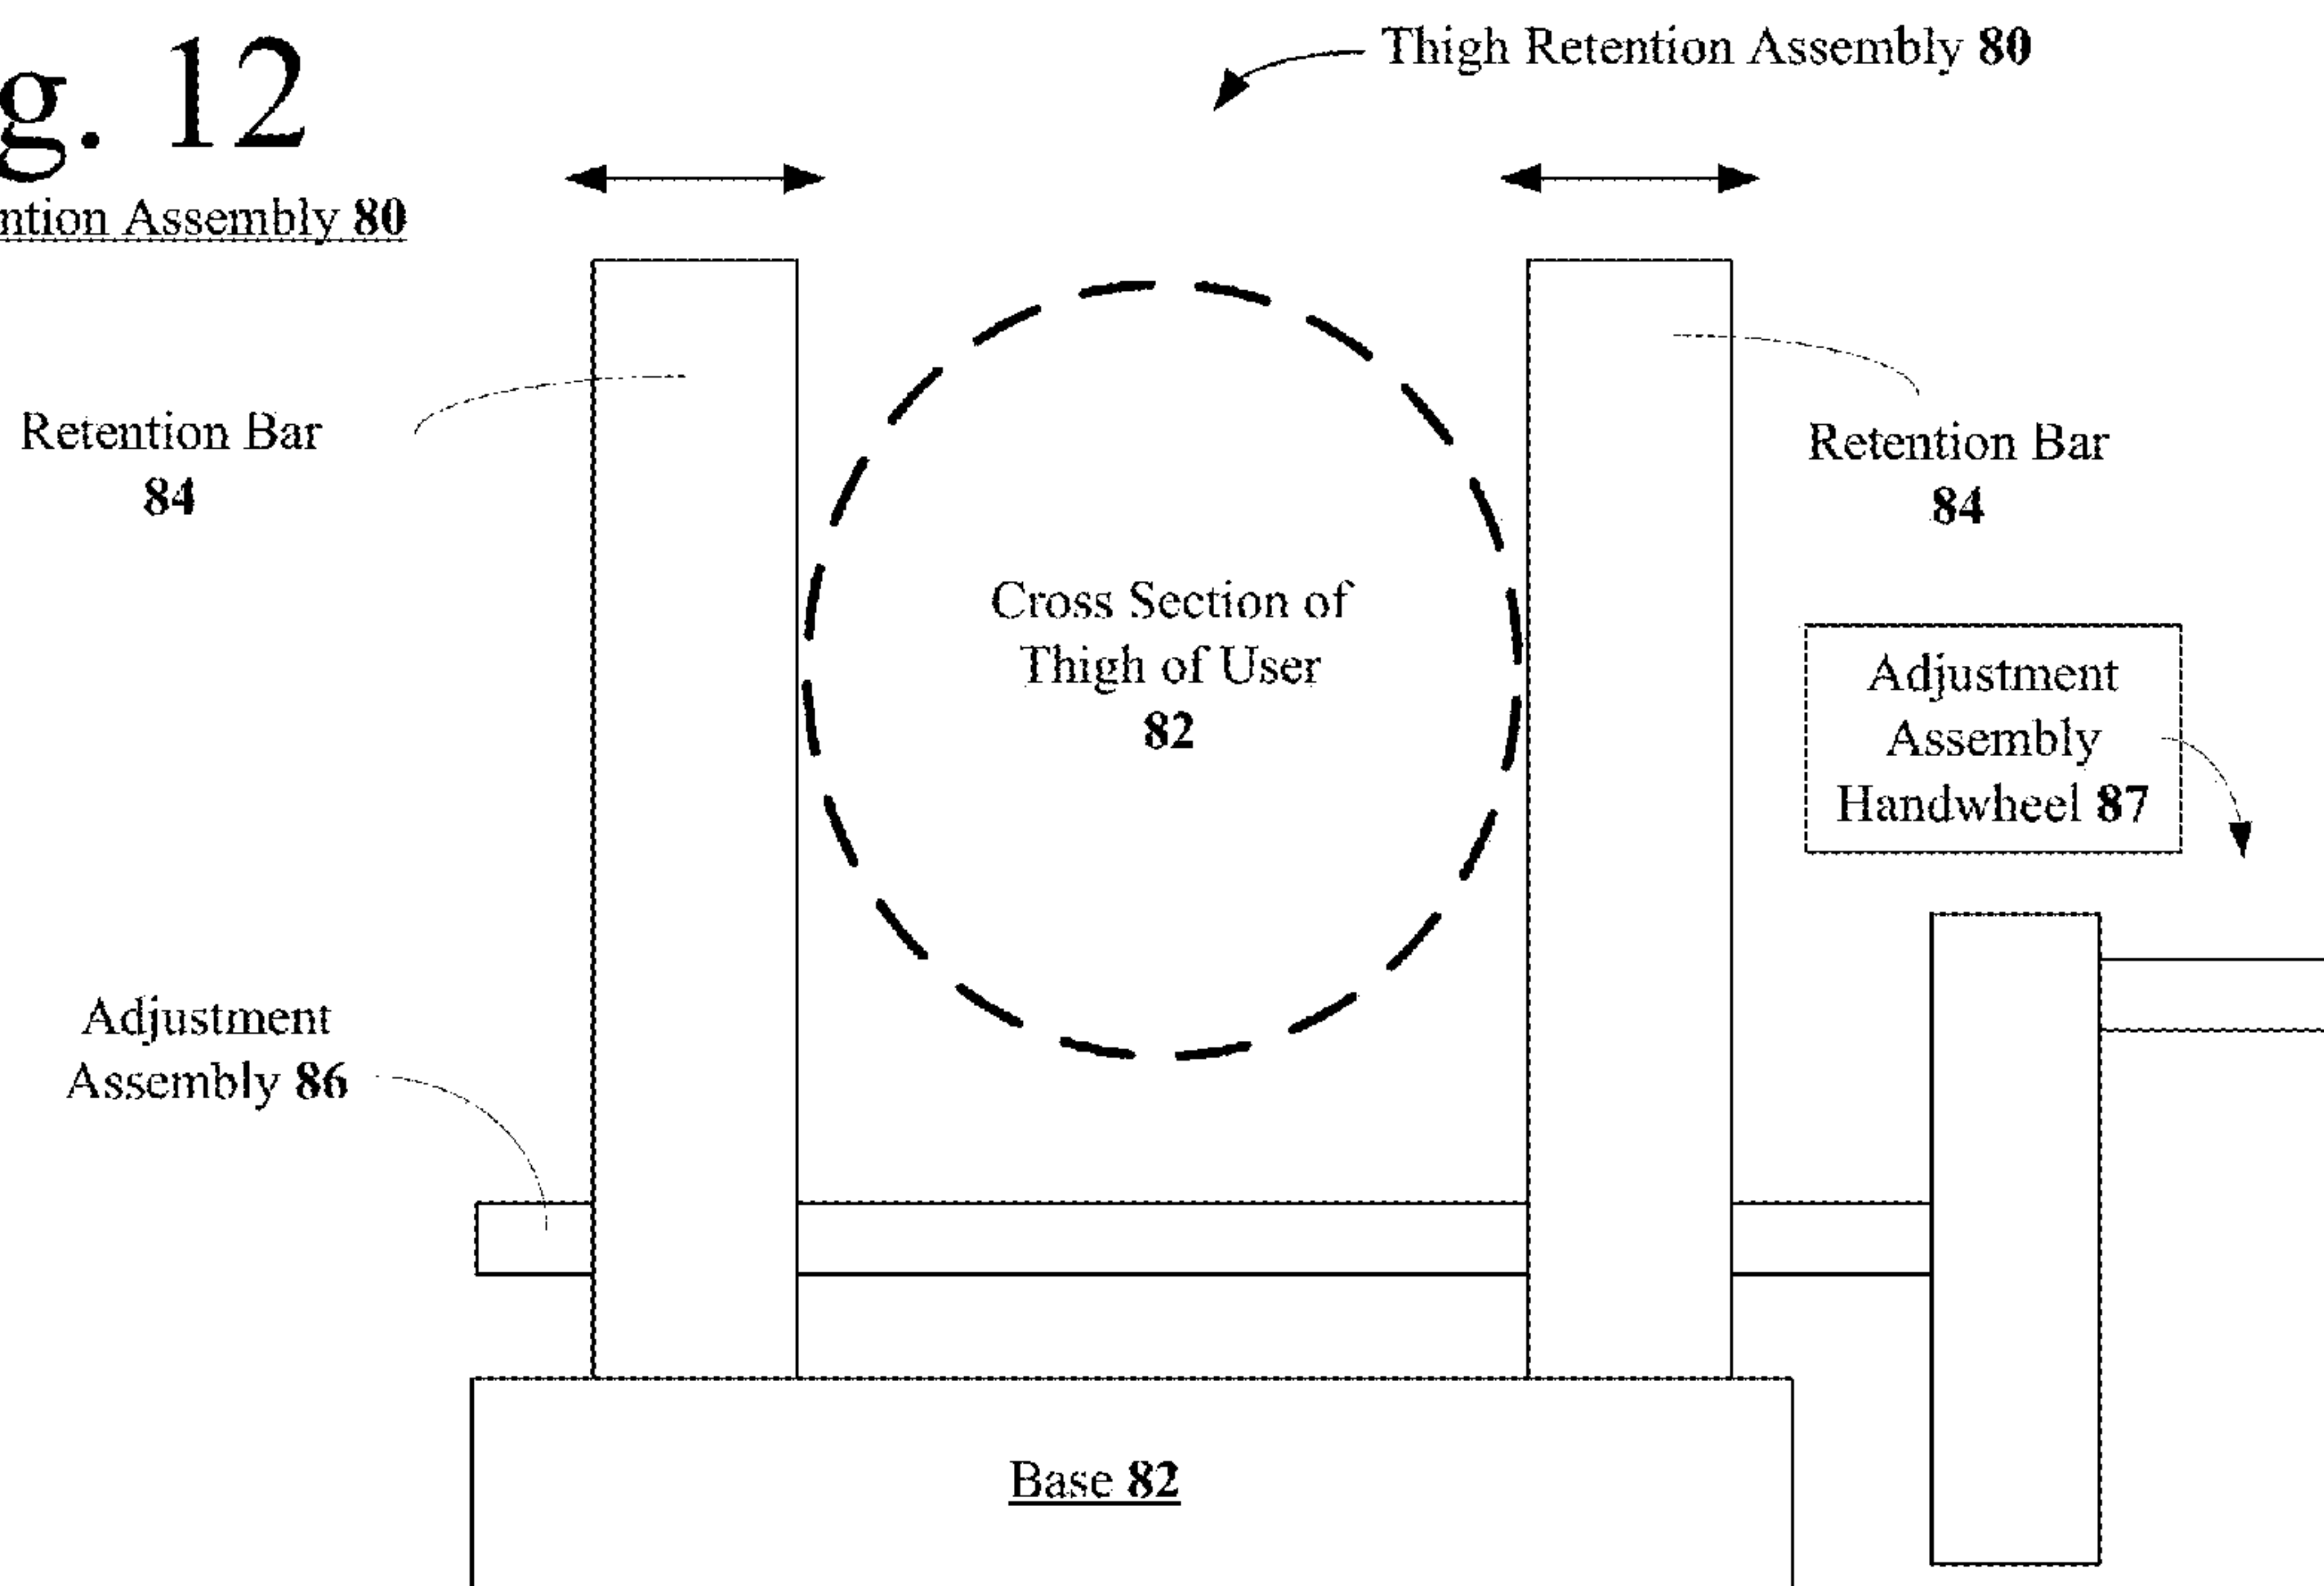 g. 12
Thigh Retention Assembly 80
ntion Assembly 80
Retention Bar
84
Retention Bar
84
Cross Section of
Thigh of User
82
Adjustment
Assembly
Handwheel 87
Adjustment
Assembly 86
Base 82